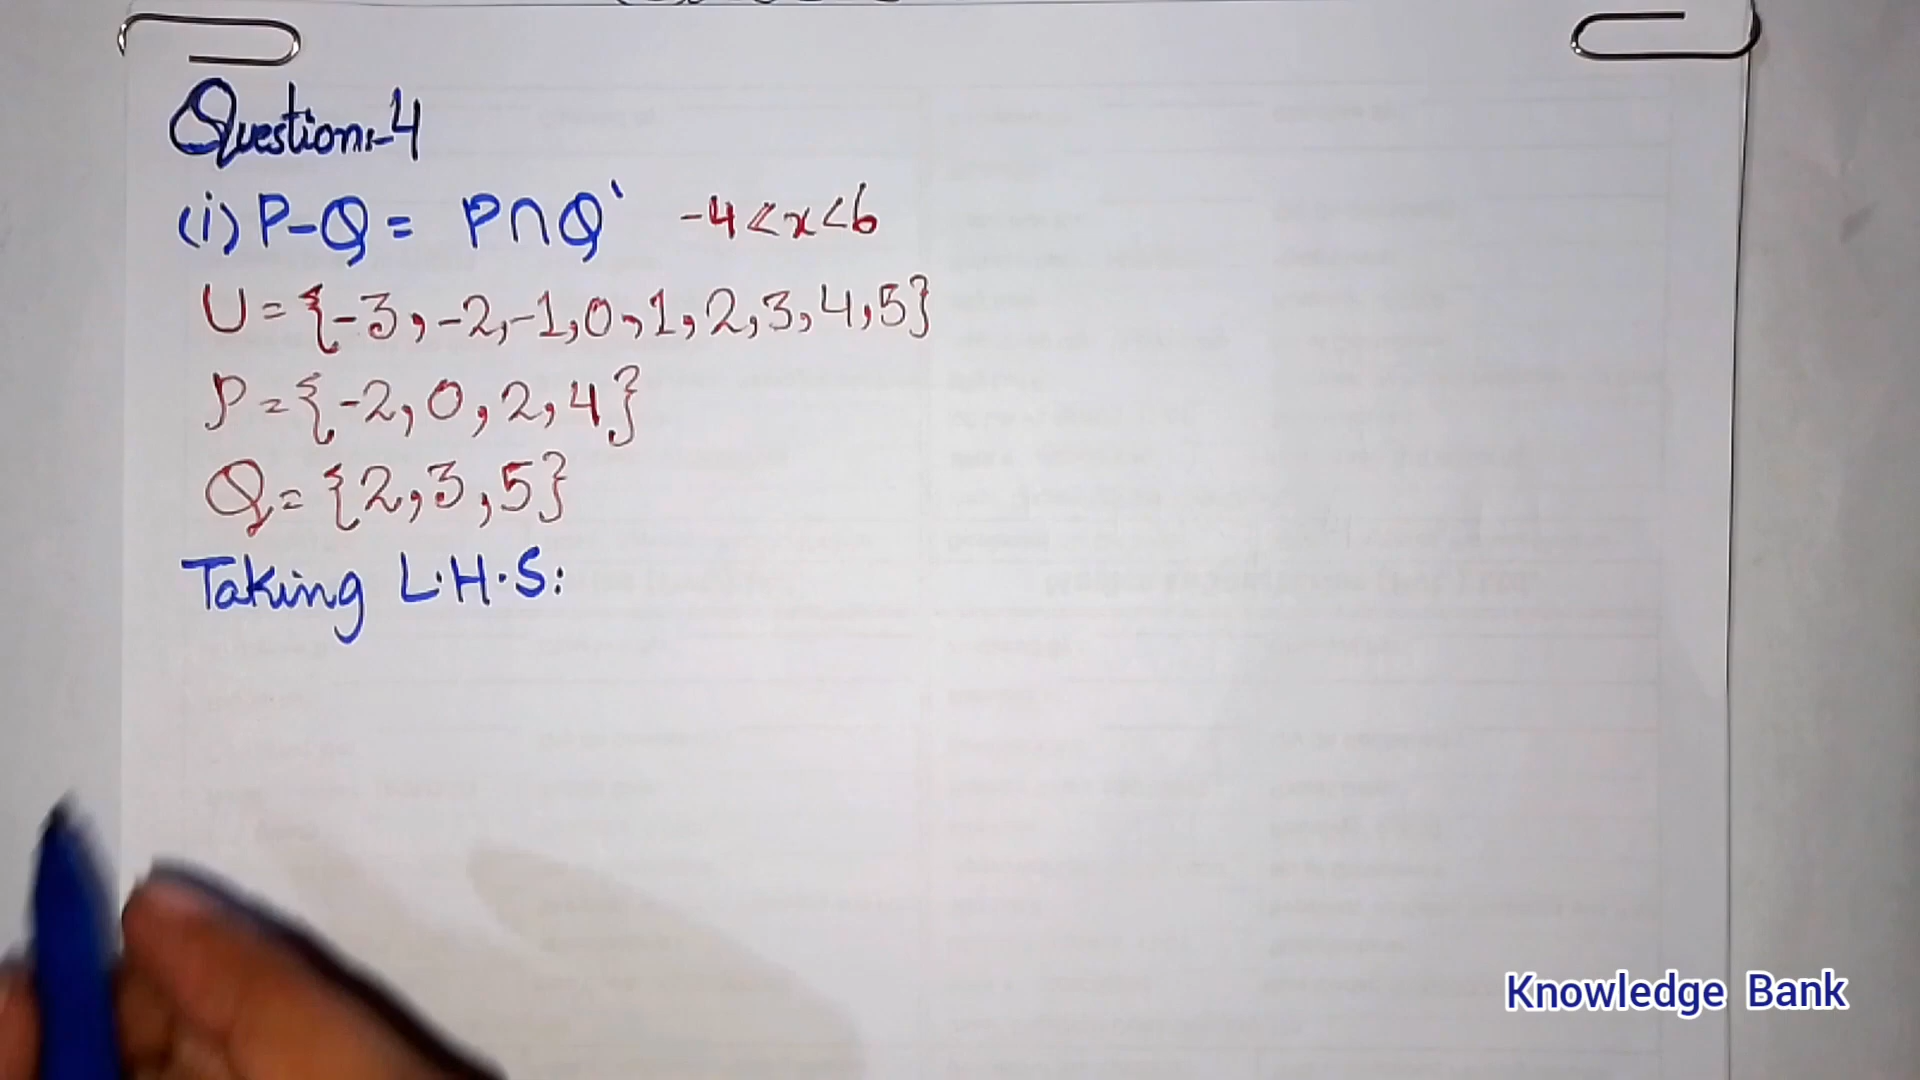 Question:-4
(i) P-Q = P∩Q' -4<x<6
U = {-3, -2, -1, 0, 1, 2, 3, 4, 5}
P = {-2, 0, 2, 4}
Q = {2, 3, 5}
Taking L.H.S:
Knowledge Bank